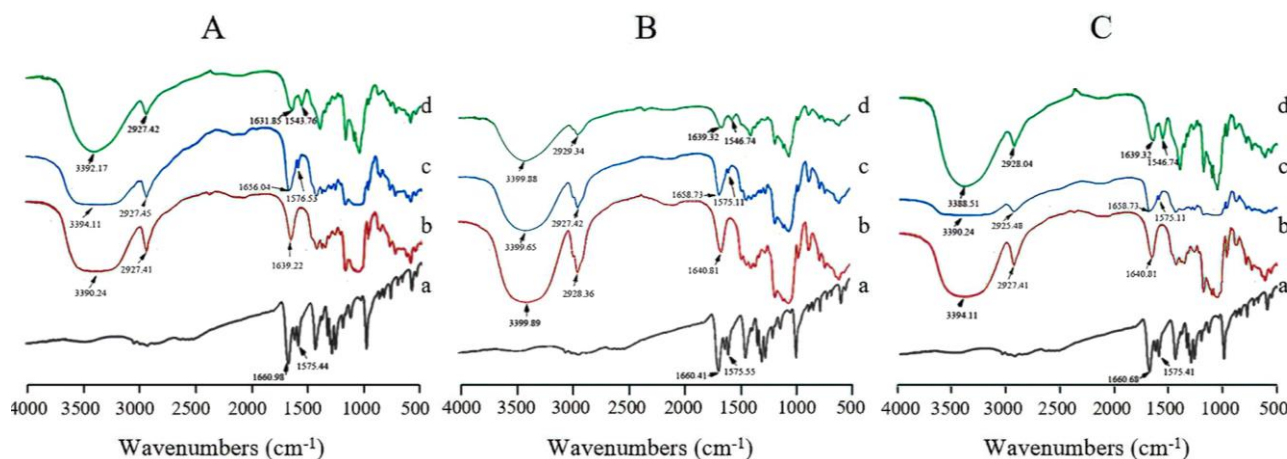 A
d
2927.42
1631.85
1543.76
3392.17
c
1656.04
1576.53
3394.11
2927.45
b
1639.22
2927.41
3390.24
a
1660.98
1575.44
4000 3500 3000 2500 2000 1500 1000 500
Wavenumbers (cm-1)
B
d
1639.32
1546.74
2929.34
3399.88
c
1658.73
1575.11
2927.42
3399.65
b
1640.81
2928.36
3399.89
a
1660.41
1575.55
4000 3500 3000 2500 2000 1500 1000 500
Wavenumbers (cm-1)
C
d
2928.04
1639.32
1546.74
3388.51
c
1658.73
1575.11
3390.24
2925.48
b
1640.81
2927.41
3394.11
a
1660.68
1575.41
4000 3500 3000 2500 2000 1500 1000 500
Wavenumbers (cm-1)